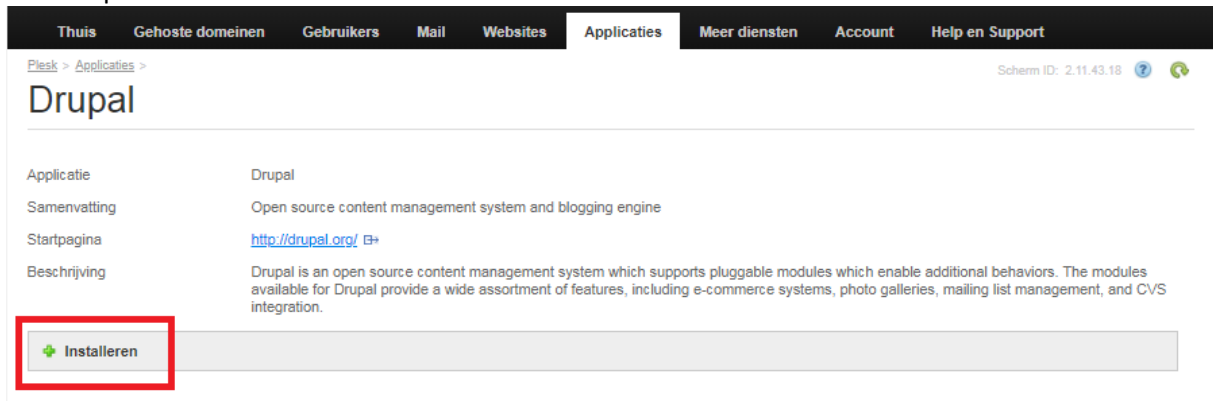 Thuis Gehoste domeinen Gebruikers Mail Websites Applicaties Meer diensten Account Help en Support
Plesk > Applicaties >
Scherm ID: 2.11.43.18
Drupal
Applicatie Drupal
Samenvatting Open source content management system and blogging engine
Startpagina http://drupal.org/
Beschrijving Drupal is an open source content management system which supports pluggable modules which enable additional behaviors. The modules
available for Drupal provide a wide assortment of features, including e-commerce systems, photo galleries, mailing list management, and CVS
integration.
Installeren